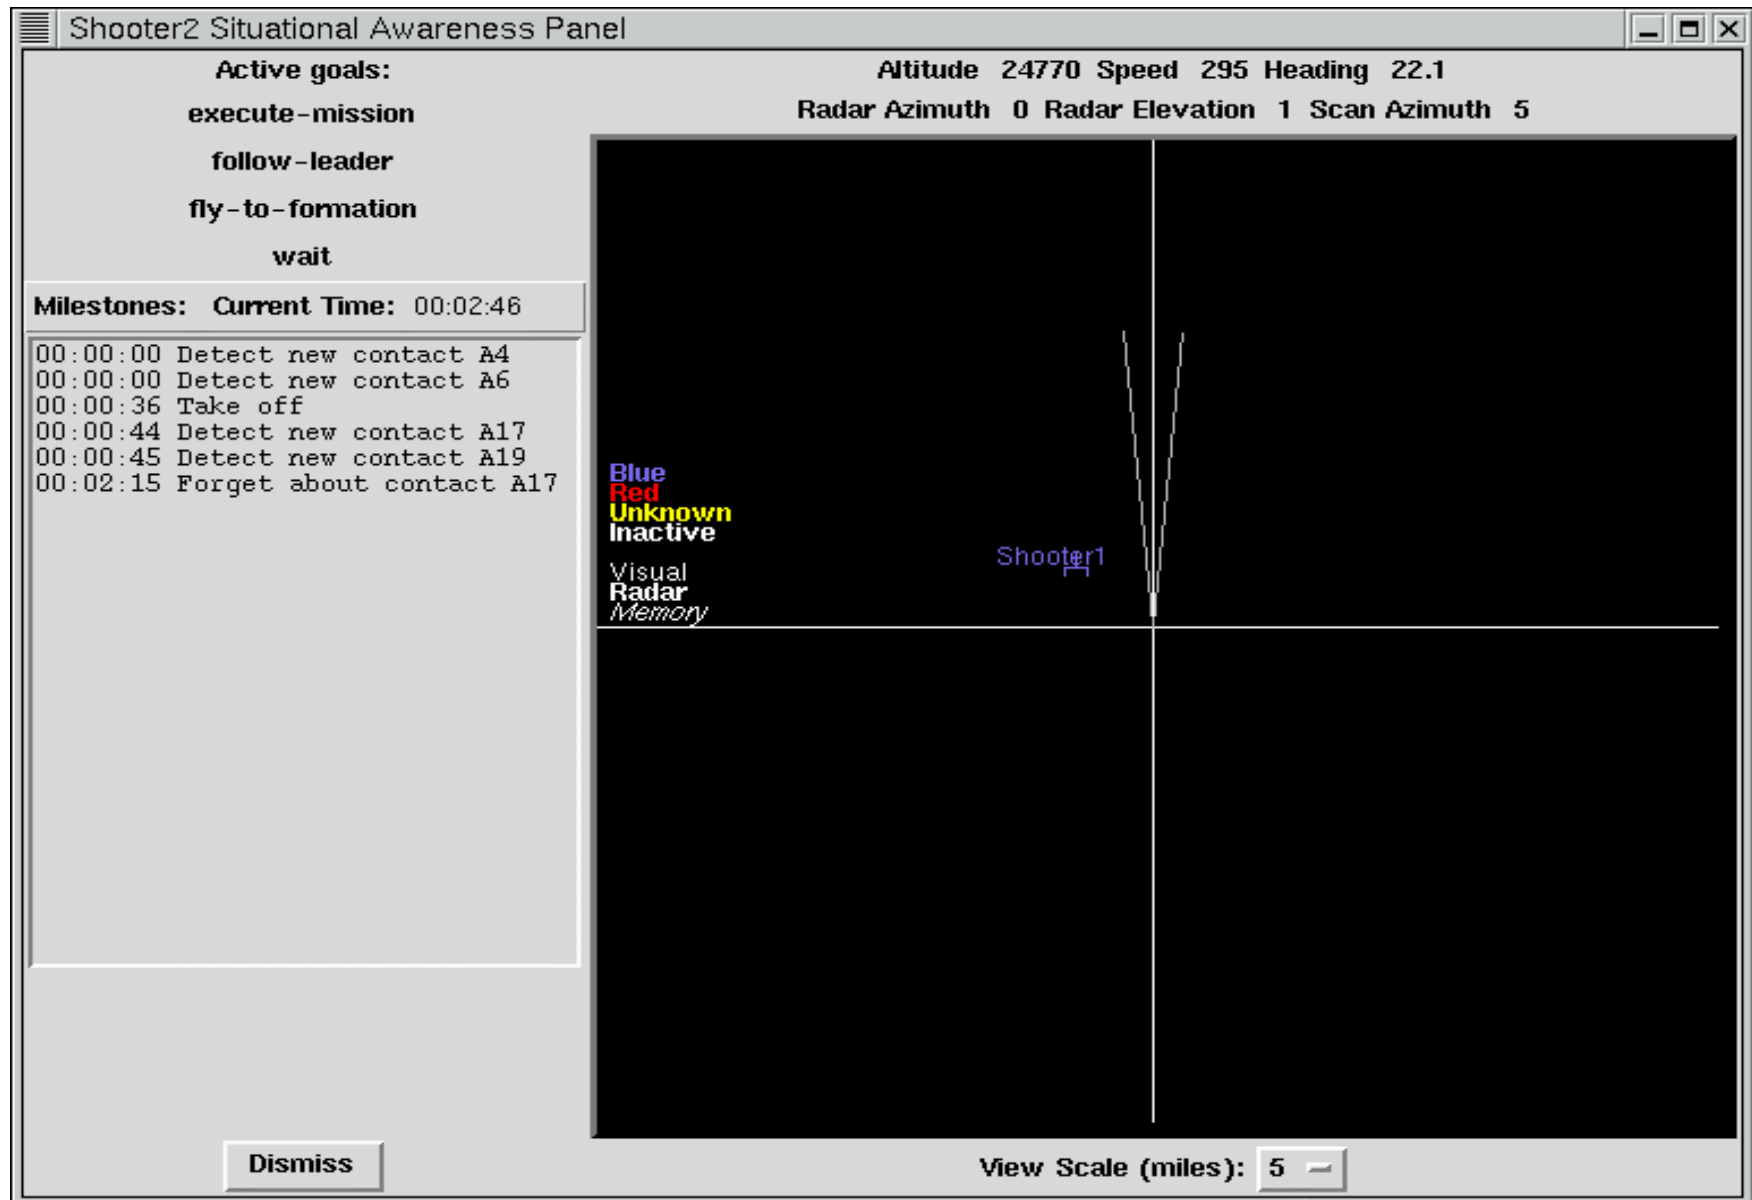 Shooter2 Situational Awareness Panel
Active goals:
execute-mission
follow-leader
fly-to-formation
wait
Milestones: Current Time: 00:02:46
00:00:00 Detect new contact A4
00:00:00 Detect new contact A6
00:00:36 Take off
00:00:44 Detect new contact A17
00:00:45 Detect new contact A19
00:02:15 Forget about contact A17
Dismiss
Altitude 24770 Speed 295 Heading 22.1
Radar Azimuth 0 Radar Elevation 1 Scan Azimuth 5
Blue
Red
Unknown
Inactive
Visual
Radar
Memory
Shooter1
View Scale (miles): 5